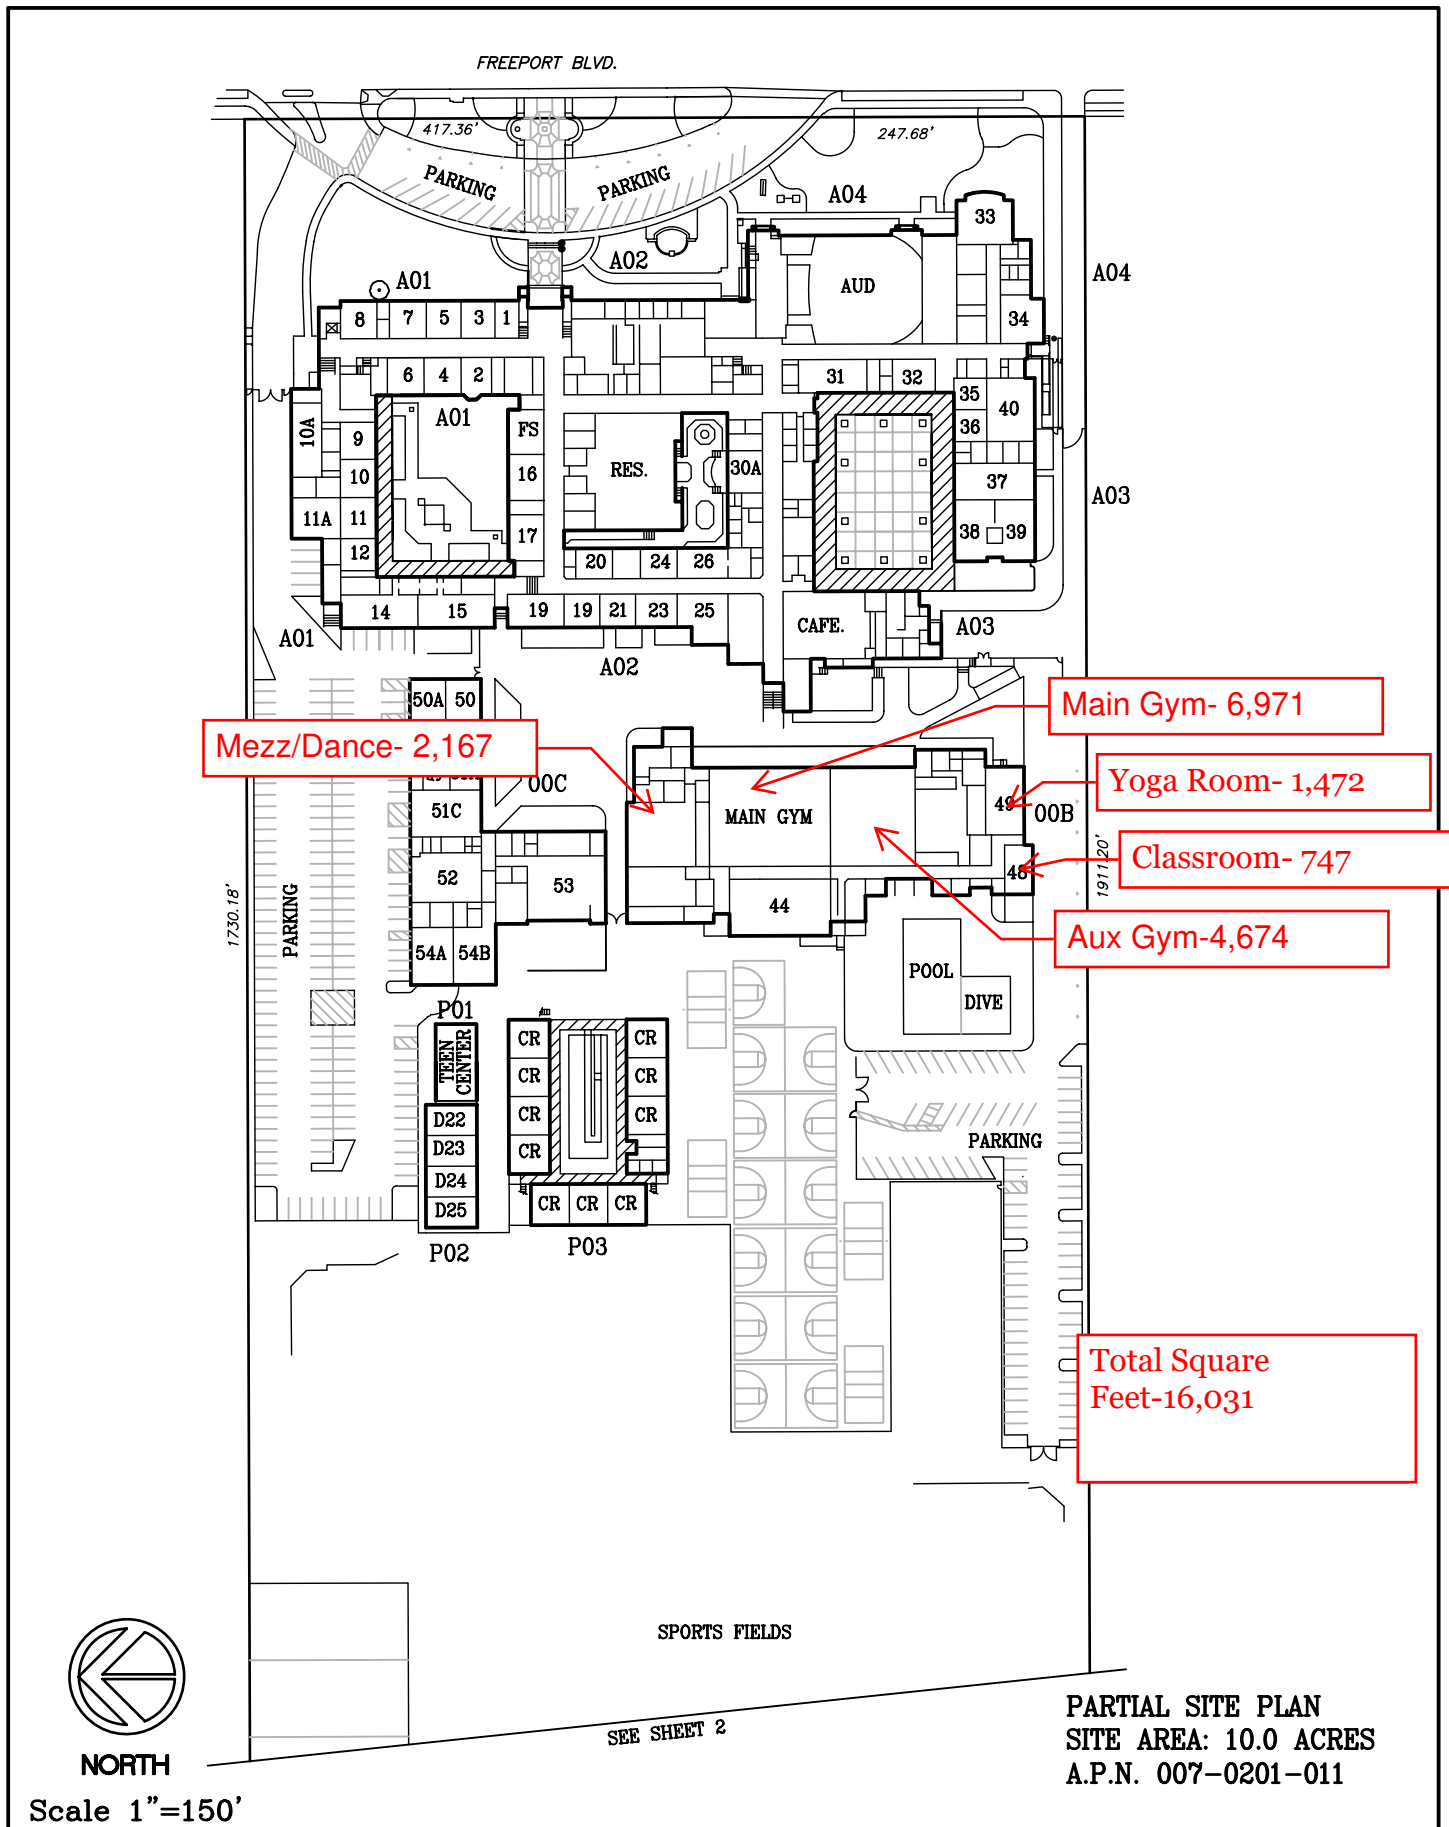 FREEPORT BLVD.
417.36'
247.68'
PARKING
PARKING
A04
33
A02
A01
A04
AUD
8
7
5
3
1
34
6
4
2
31
32
35
40
A01
10A
FS
36
9
RES.
30A
16
10
37
A03
11A
11
17
38
39
12
20
24
26
14
15
19
19
21
23
25
CAFE.
A03
A01
A02
50A
50
Main Gym- 6,971
Mezz/Dance- 2,167
Yoga Room- 1,472
00C
49
51C
MAIN GYM
00B
Classroom- 747
48
52
53
1730.18'
1911.20'
PARKING
44
Aux Gym-4,674
54A
54B
POOL
DIVE
P01
TEEN
CENTER
CR
CR
CR
CR
CR
CR
D22
CR
D23
PARKING
D24
D25
CR
CR
CR
P02
P03
Total Square
Feet-16,031
SPORTS FIELDS
SEE SHEET 2
NORTH
Scale 1"=150'
PARTIAL SITE PLAN
SITE AREA: 10.0 ACRES
A.P.N. 007-0201-011